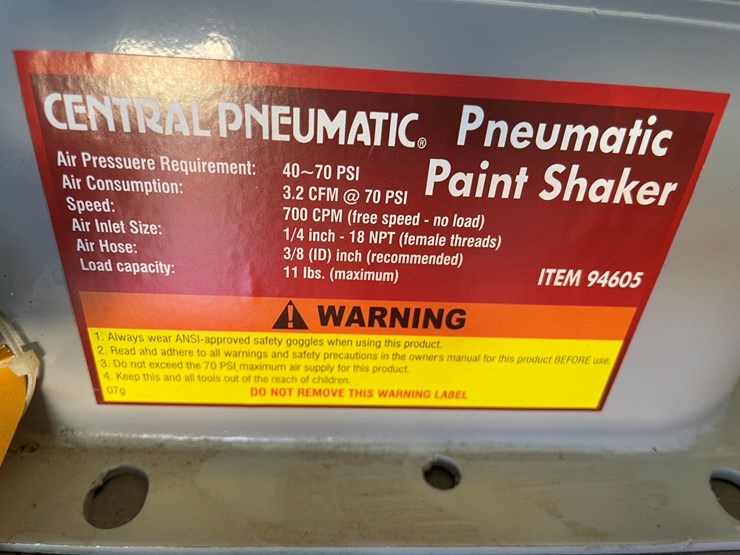 CENTRAL PNEUMATIC® Pneumatic
Paint Shaker
Air Pressuere Requirement: 40~70 PSI
Air Consumption: 3.2 CFM @ 70 PSI
Speed: 700 CPM (free speed - no load)
Air Inlet Size: 1/4 inch - 18 NPT (female threads)
Air Hose: 3/8 (ID) inch (recommended)
Load capacity: 11 lbs. (maximum)
ITEM 94605
WARNING
1. Always wear ANSI-approved safety goggles when using this product.
2. Read ahd adhere to all warnings and safety precautions in the owners manual for this product BEFORE use.
3. Do not exceed the 70 PSI maximum air supply for this product.
4. Keep this and all tools out of the reach of children.
07g DO NOT REMOVE THIS WARNING LABEL